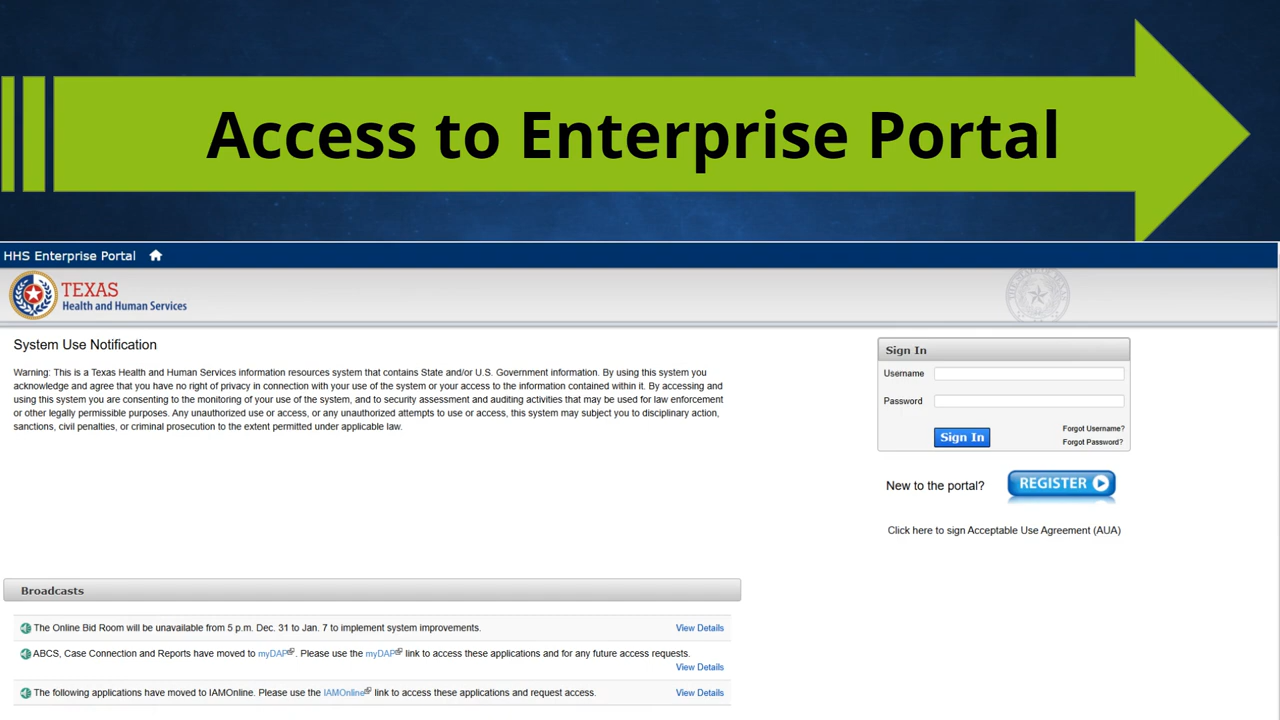 Access to Enterprise Portal
HHS Enterprise Portal
TEXAS
Health and Human Services
System Use Notification
Warning: This is a Texas Health and Human Services information resources system that contains State and/or U.S. Government information. By using this system you
acknowledge and agree that you have no right of privacy in connection with your use of the system or your access to the information contained within it. By accessing and
using this system you are consenting to the monitoring of your use of the system, and to security assessment and auditing activities that may be used for law enforcement
or other legally permissible purposes. Any unauthorized use or access, or any unauthorized attempts to use or access, this system may subject you to disciplinary action,
sanctions, civil penalties, or criminal prosecution to the extent permitted under applicable law.
Sign In
Username
Password
Sign In
Forgot Username?
Forgot Password?
New to the portal?
REGISTER
Click here to sign Acceptable Use Agreement (AUA)
Broadcasts
The Online Bid Room will be unavailable from 5 p.m. Dec. 31 to Jan. 7 to implement system improvements. View Details
ABCS, Case Connection and Reports have moved to myDAP. Please use the myDAP link to access these applications and for any future access requests.
View Details
The following applications have moved to IAMOnline. Please use the IAMOnline link to access these applications and request access. View Details